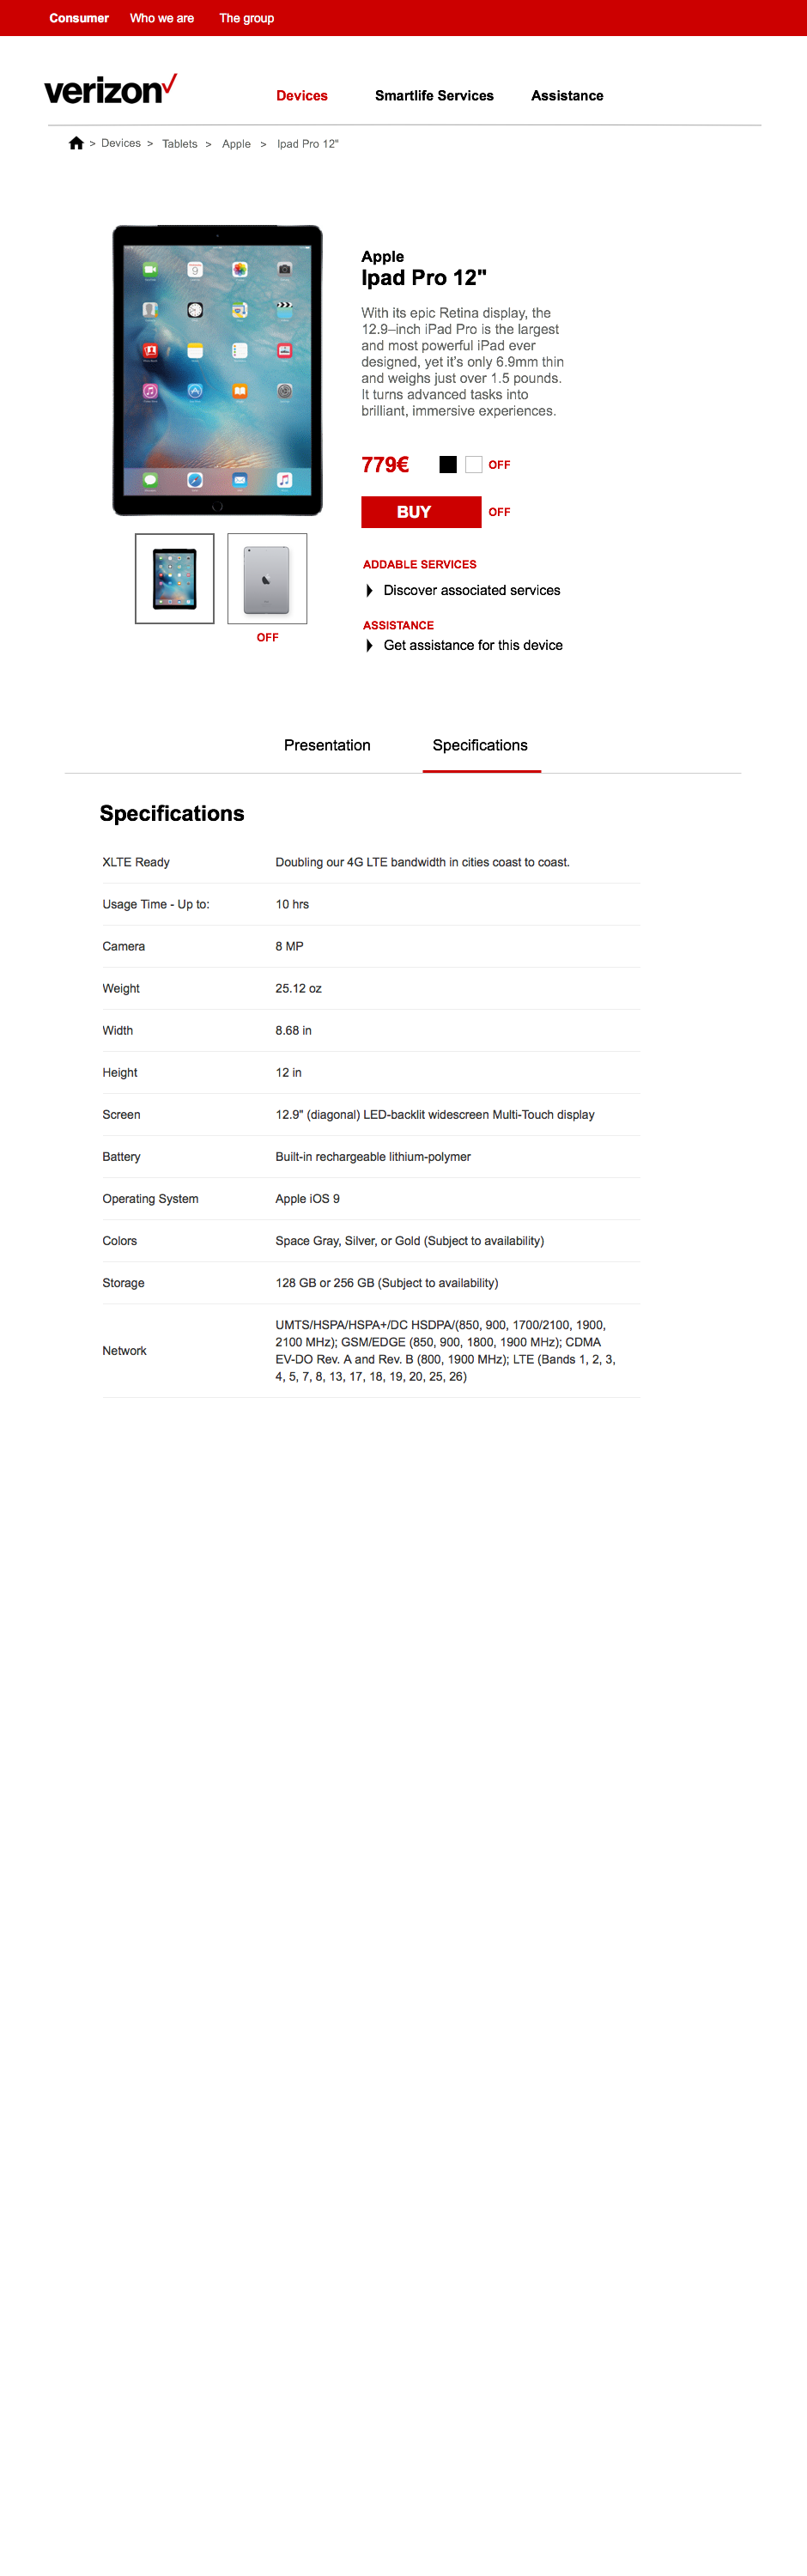 Consumer Who we are The group
verizon
Devices Smartlife Services Assistance
> Devices > Tablets > Apple > Ipad Pro 12"
Apple
Ipad Pro 12"
With its epic Retina display, the
12.9–inch iPad Pro is the largest
and most powerful iPad ever
designed, yet it's only 6.9mm thin
and weighs just over 1.5 pounds.
It turns advanced tasks into
brilliant, immersive experiences.
779€ OFF
BUY OFF
OFF
ADDABLE SERVICES
Discover associated services
ASSISTANCE
Get assistance for this device
Presentation Specifications
Specifications
XLTE Ready Doubling our 4G LTE bandwidth in cities coast to coast.
Usage Time - Up to: 10 hrs
Camera 8 MP
Weight 25.12 oz
Width 8.68 in
Height 12 in
Screen 12.9" (diagonal) LED-backlit widescreen Multi-Touch display
Battery Built-in rechargeable lithium-polymer
Operating System Apple iOS 9
Colors Space Gray, Silver, or Gold (Subject to availability)
Storage 128 GB or 256 GB (Subject to availability)
Network
UMTS/HSPA/HSPA+/DC HSDPA/(850, 900, 1700/2100, 1900,
2100 MHz); GSM/EDGE (850, 900, 1800, 1900 MHz); CDMA
EV-DO Rev. A and Rev. B (800, 1900 MHz); LTE (Bands 1, 2, 3,
4, 5, 7, 8, 13, 17, 18, 19, 20, 25, 26)